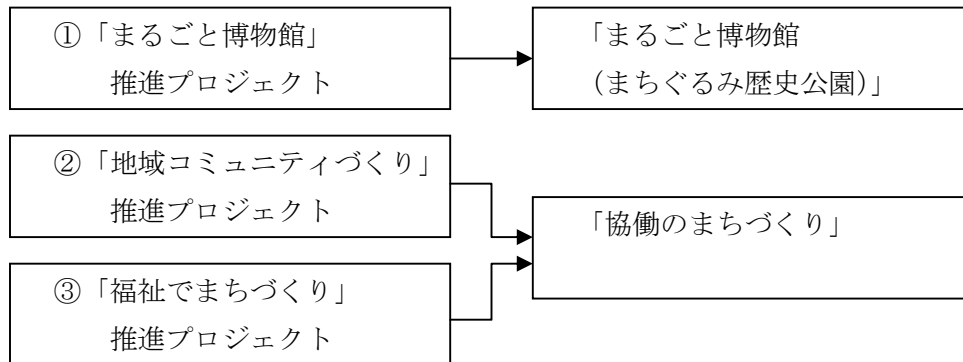 ①「まるごと博物館」
推進プロジェクト
「まるごと博物館
（まちぐるみ歴史公園）」
②「地域コミュニティづくり」
推進プロジェクト
「協働のまちづくり」
③「福祉でまちづくり」
推進プロジェクト